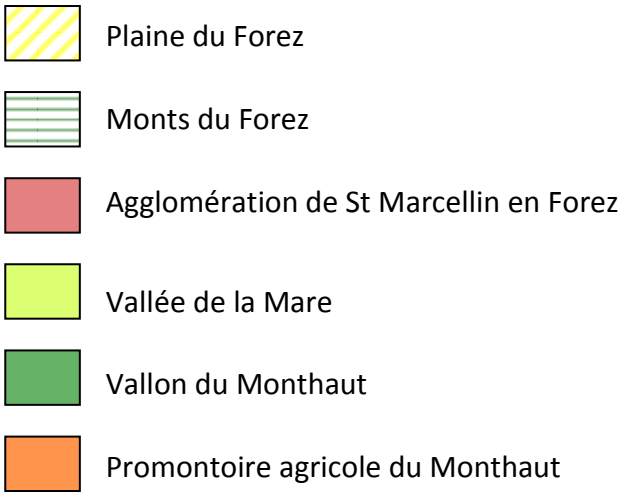 Plaine du Forez
Monts du Forez
Agglomération de St Marcellin en Forez
Vallée de la Mare
Vallon du Monthaut
Promontoire agricole du Monthaut